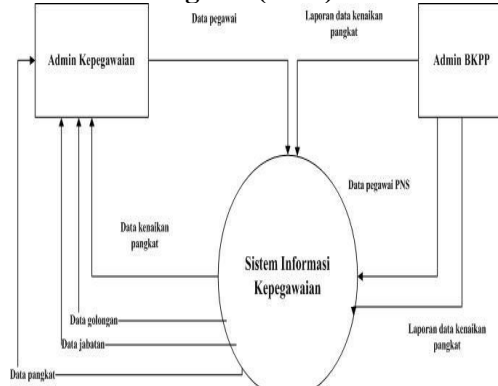 Data pegawai
Laporan data kenaikan
pangkat
Admin Kepegawaian
Admin BKPP
Data pegawai PNS
Data kenaikan
pangkat
Sistem Informasi
Kepegawaian
Data golongan
Data jabatan
Data pangkat
Laporan data kenaikan
pangkat